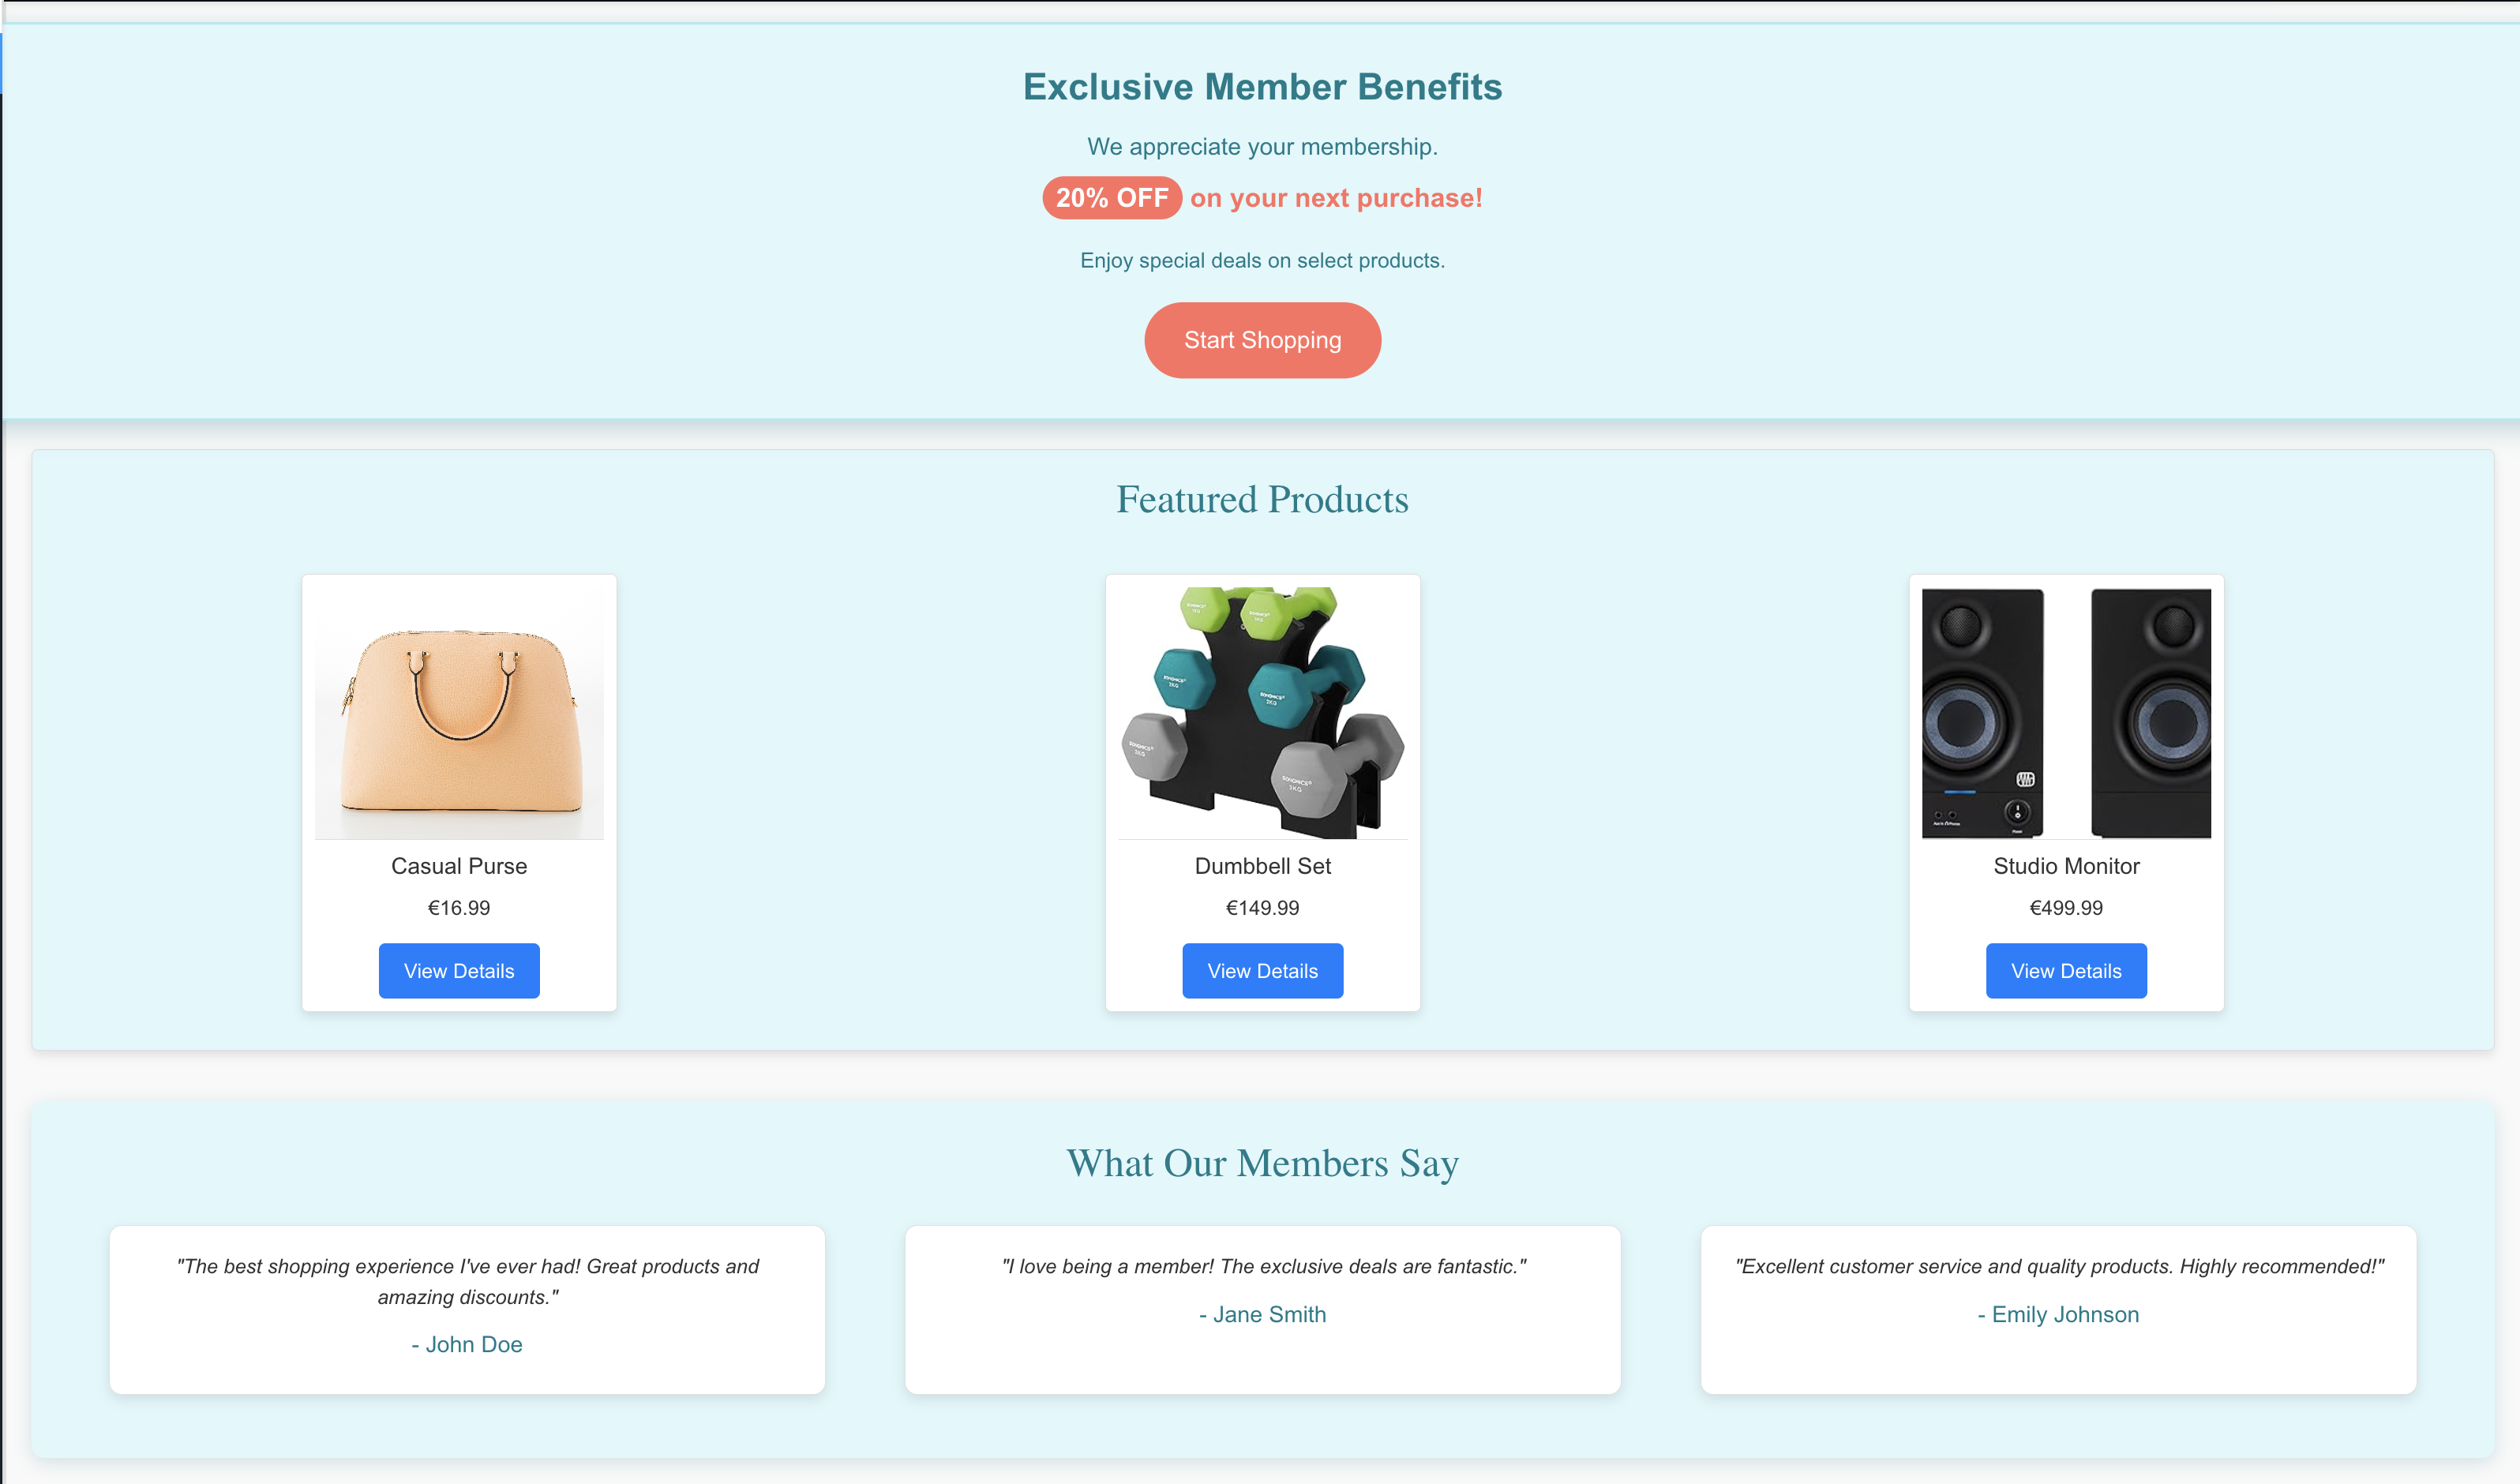 Exclusive Member Benefits
We appreciate your membership.
20% OFF on your next purchase!
Enjoy special deals on select products.
Start Shopping
Featured Products
Casual Purse
€16.99
View Details
Dumbbell Set
€149.99
View Details
Studio Monitor
€499.99
View Details
What Our Members Say
"The best shopping experience I've ever had! Great products and
amazing discounts."
- John Doe
"I love being a member! The exclusive deals are fantastic."
- Jane Smith
"Excellent customer service and quality products. Highly recommended!"
- Emily Johnson